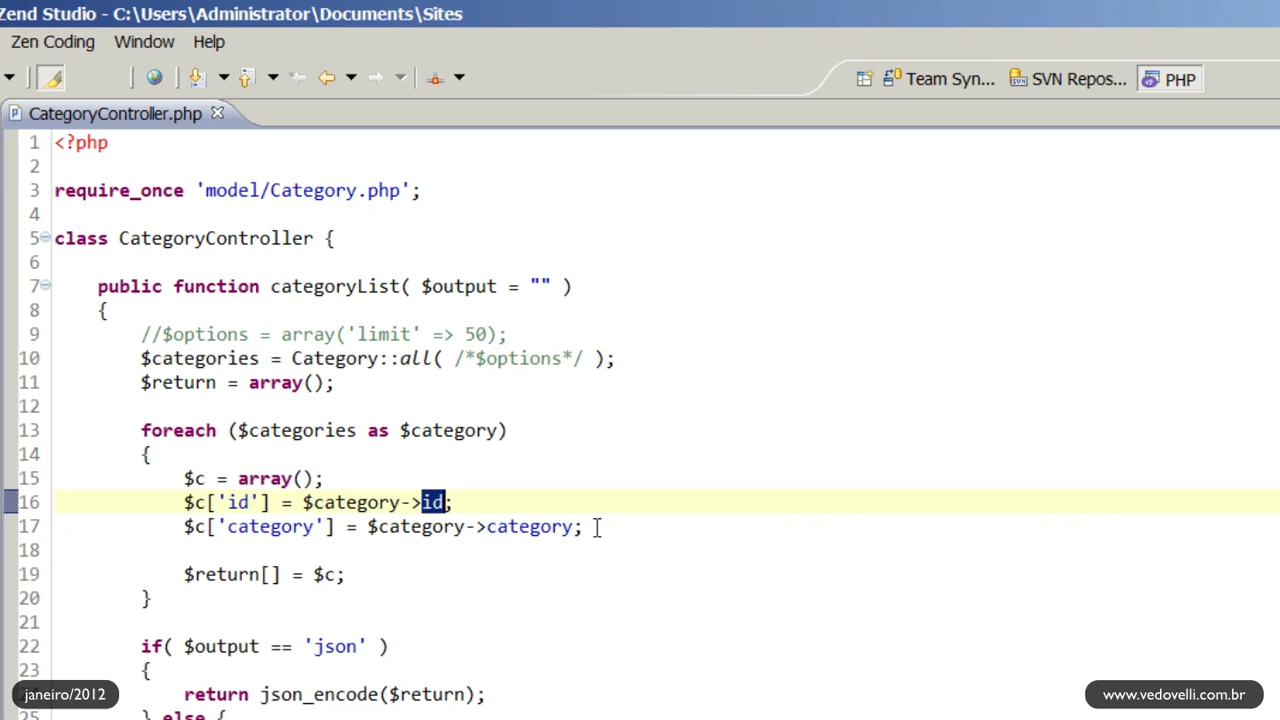 Zend Studio - C:\Users\Administrator\Documents\Sites
Zen Coding Window Help
Team Syn... SVN Repos... PHP
CategoryController.php
1 <?php
2
3 require_once 'model/Category.php';
4
5 class CategoryController {
6
7 public function categoryList( $output = "" )
8 {
9 //$options = array('limit' => 50);
10 $categories = Category::all( /*$options*/ );
11 $return = array();
12
13 foreach ($categories as $category)
14 {
15 $c = array();
16 $c['id'] = $category->id;
17 $c['category'] = $category->category;
18
19 $return[] = $c;
20 }
21
22 if( $output == 'json' )
23 {
return json_encode($return);
janeiro/2012
www.vedovelli.com.br
25 } else {